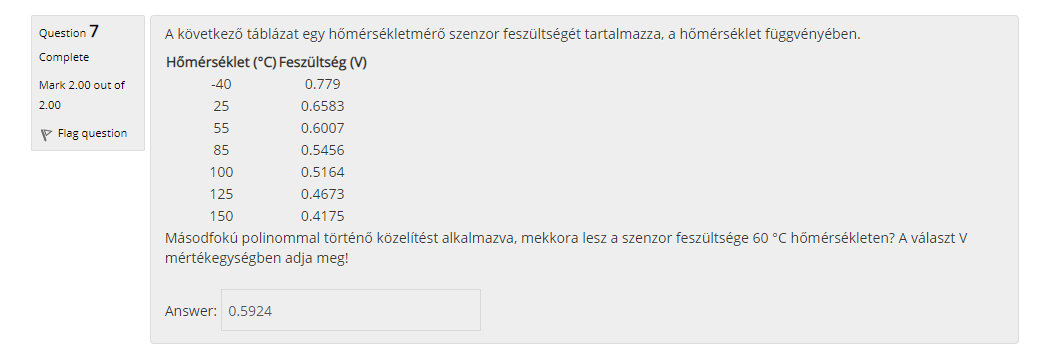 Question 7
Complete
Mark 2.00 out of
2.00
Flag question
A következő táblázat egy hőmérsékletmérő szenzor feszültségét tartalmazza, a hőmérséklet függvényében.
Hőmérséklet (°C) Feszültség (V)
-40 0.779
25 0.6583
55 0.6007
85 0.5456
100 0.5164
125 0.4673
150 0.4175
Másodfokú polinommal történő közelítést alkalmazva, mekkora lesz a szenzor feszültsége 60 °C hőmérsékleten? A választ V
mértékegységben adja meg!
Answer: 0.5924